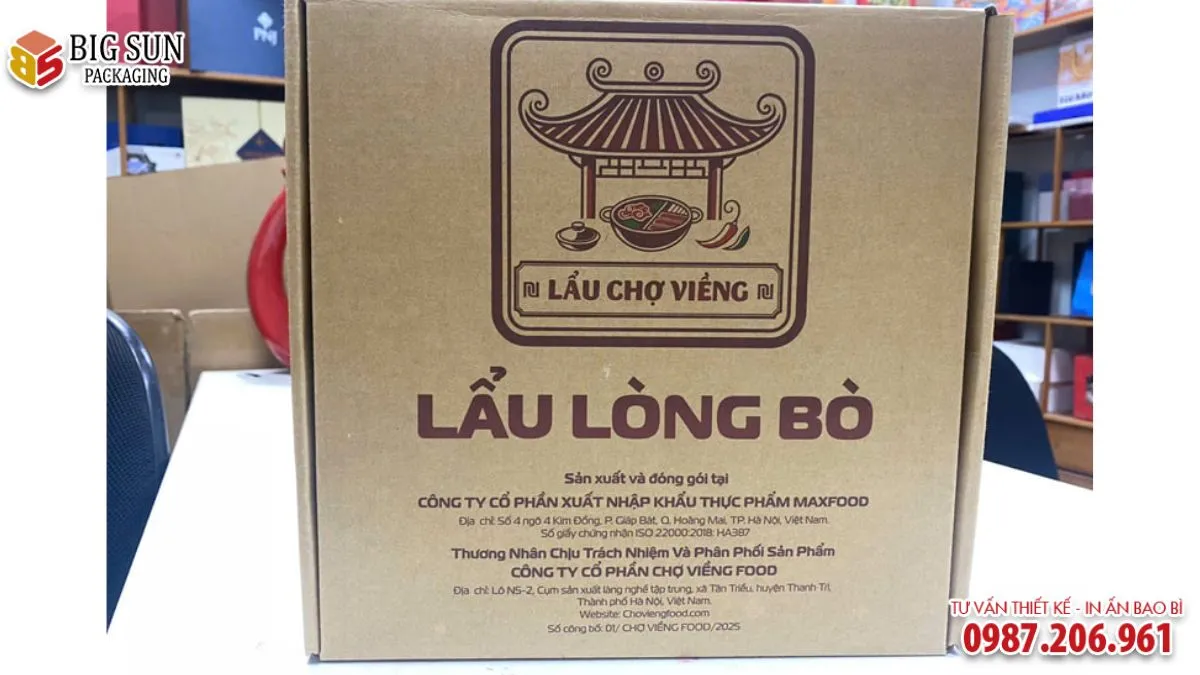 BIG SUN
PACKAGING
PNJ
LẨU CHỢ VIỀNG
LẨU LÒNG BÒ
Sản xuất và đóng gói tại
CÔNG TY CỔ PHẦN XUẤT NHẬP KHẨU THỰC PHẨM MAXFOOD
Địa chỉ: Số 4 ngõ 4 Kim Đồng, P. Giáp Bát, Q. Hoàng Mai, TP. Hà Nội, Việt Nam.
Số giấy chứng nhận ISO 22000:2018: HA387
Thương Nhân Chịu Trách Nhiệm Và Phân Phối Sản Phẩm
CÔNG TY CỔ PHẦN CHỢ VIỀNG FOOD
Địa chỉ: Lô N5-2, Cụm sản xuất làng nghề tập trung, xã Tân Triều, huyện Thanh Trì,
Thành phố Hà Nội, Việt Nam.
Website: Choviengfood.com
Số công bố: 01/ CHỢ VIỀNG FOOD/2025
TƯ VẤN THIẾT KẾ - IN ẤN BAO BÌ
0987.206.961